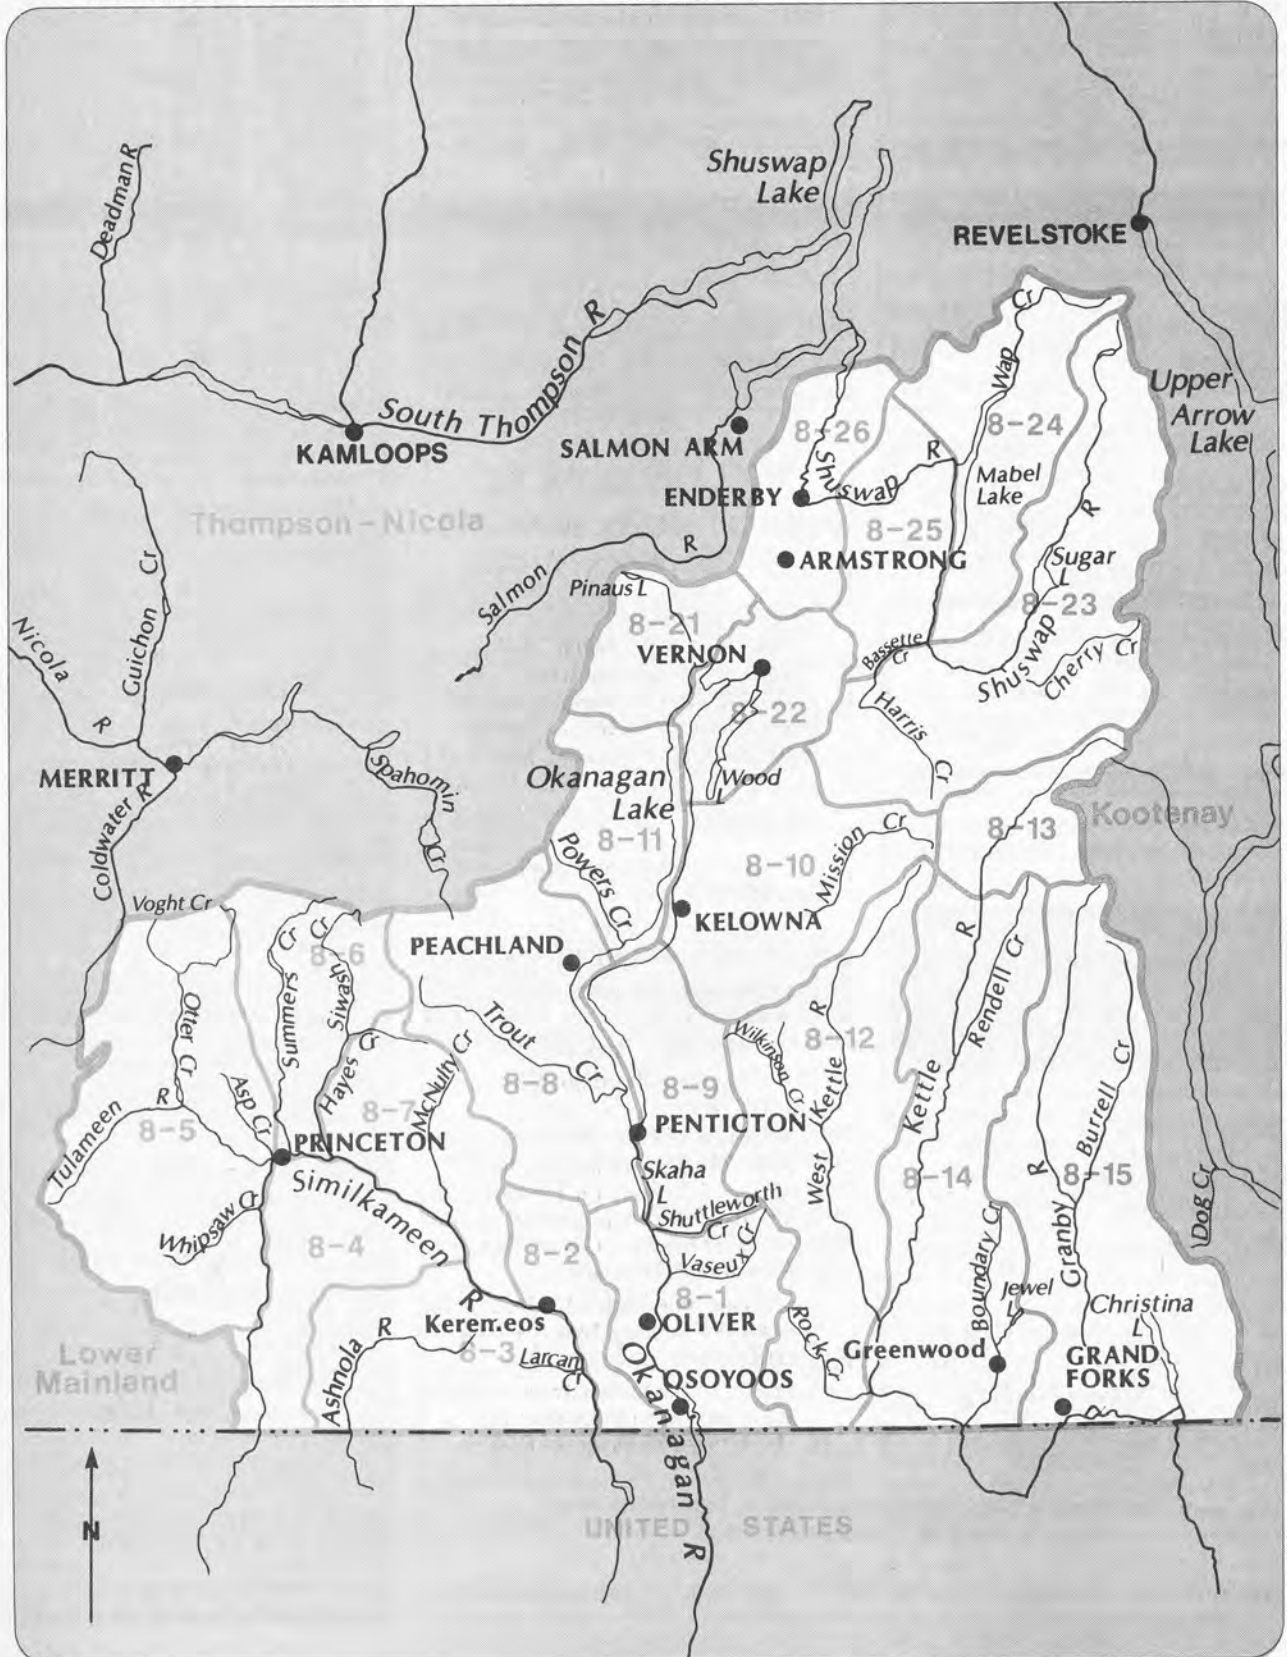 Shuswap
Lake
Deadman R
REVELSTOKE
Cr
Wap
South Thompson R
Upper
Arrow
Lake
KAMLOOPS
SALMON ARM
8-26
8-24
Shuswap R
Mabel
Lake
ENDERBY
Thompson-Nicola
8-25
R
ARMSTRONG
Sugar
L
Salmon R
Pinaus L
8-23
Guichon Cr
8-21
Nicola R
VERNON
Bassette
Cr
Shuswap
Cherry Cr
8-22
Harris Cr
MERRITT
Spahomin Cr
Okanagan
Lake
Wood
L
Coldwater R
8-11
8-13
Kootenay
Powers Cr
8-10
Mission Cr
Voght Cr
KELOWNA
PEACHLAND
8-6
Summers Cr
Siwash Cr
Otter Cr
Trout Cr
R
Rendell Cr
8-12
Wilkinson Cr
Hayes Cr
McNulty Cr
8-8
8-9
Asp Cr
8-7
West Kettle R
Kettle
Burrell Cr
Tulameen R
8-5
PENTICTON
PRINCETON
8-14
8-15
Skaha
L
Similkameen R
Shuttleworth
Cr
Granby R
Dog Cr
Whipsaw Cr
8-4
8-2
Vaseux Cr
Boundary Cr
Jewel
L
8-1
Christina
L
Keremeos
OLIVER
Rock Cr
Greenwood
Ashnola R
8-3
Larcan
Cr
GRAND
FORKS
Lower
Mainland
OSOYOOS
Okanagan R
N
UNITED STATES